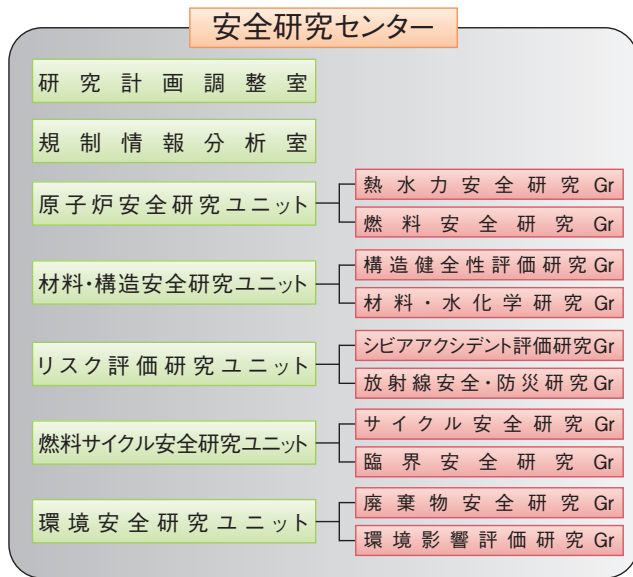 安全研究センター
研究計画調整室
規制情報分析室
原子炉安全研究ユニット
熱水力安全研究Gr
燃料安全研究Gr
材料・構造安全研究ユニット
構造健全性評価研究Gr
材料・水化学研究Gr
リスク評価研究ユニット
シビアアクシデント評価研究Gr
放射線安全・防災研究Gr
燃料サイクル安全研究ユニット
サイクル安全研究Gr
臨界安全研究Gr
環境安全研究ユニット
廃棄物安全研究Gr
環境影響評価研究Gr